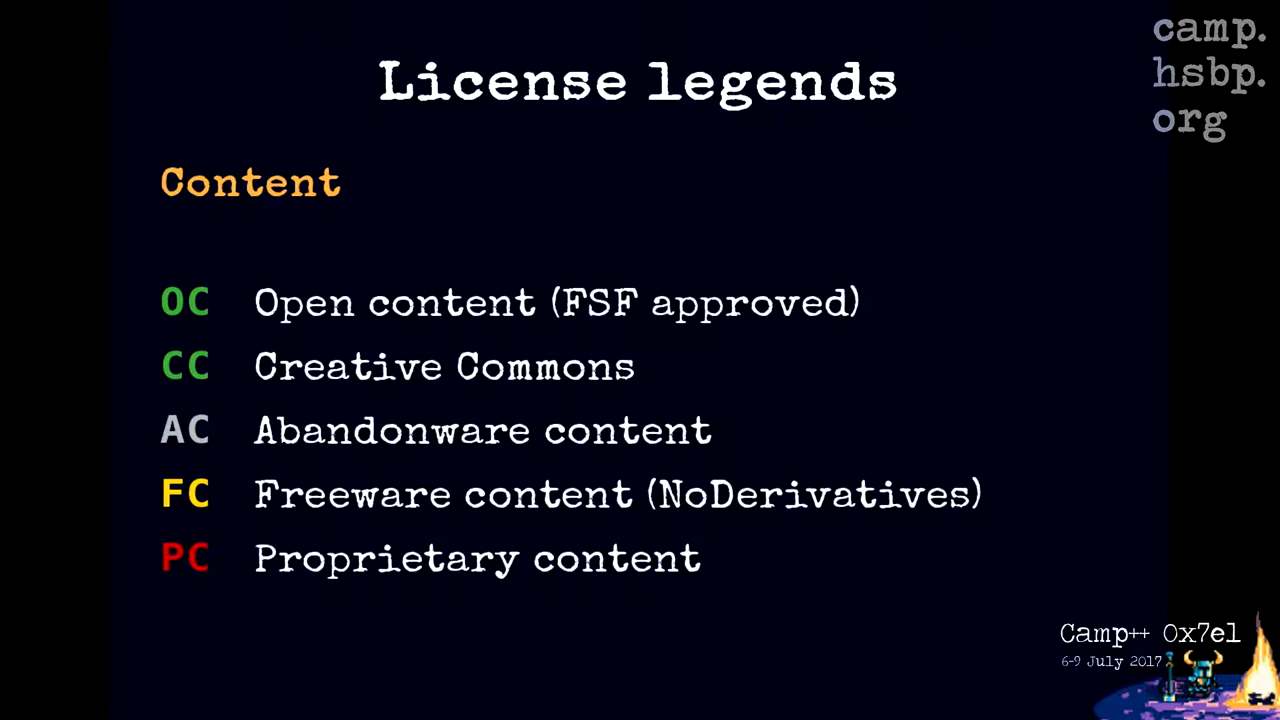 License legends
camp.
hsbp.
org
Content
OC Open content (FSF approved)
CC Creative Commons
AC Abandonware content
FC Freeware content (NoDerivatives)
PC Proprietary content
Camp++ 0x7e1
6-9 July 2017